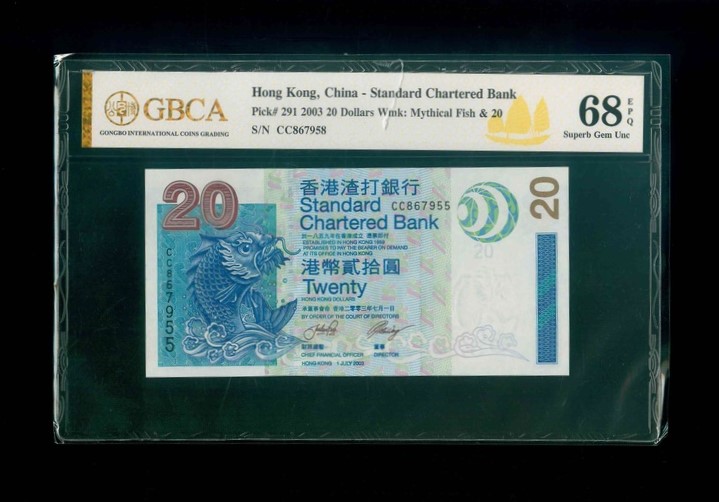 GBCA
GONGBO INTERNATIONAL COINS GRADING
Hong Kong, China - Standard Chartered Bank
Pick# 291 2003 20 Dollars Wmk: Mythical Fish & 20
S/N CC867958
68 EPQ
Superb Gem Unc
20
香港渣打銀行
Standard
Chartered Bank
CC867955
20
20
ESTABLISHED IN HONG KONG 1859
PROMISES TO PAY THE BEARER ON DEMAND
AT ITS OFFICE IN HONG KONG
港幣貳拾圓
Twenty
HONG KONG DOLLARS
BY ORDER OF THE COURT OF DIRECTORS
CHIEF FINANCIAL OFFICER
DIRECTOR
HONG KONG 1 JULY 2003
CC867955